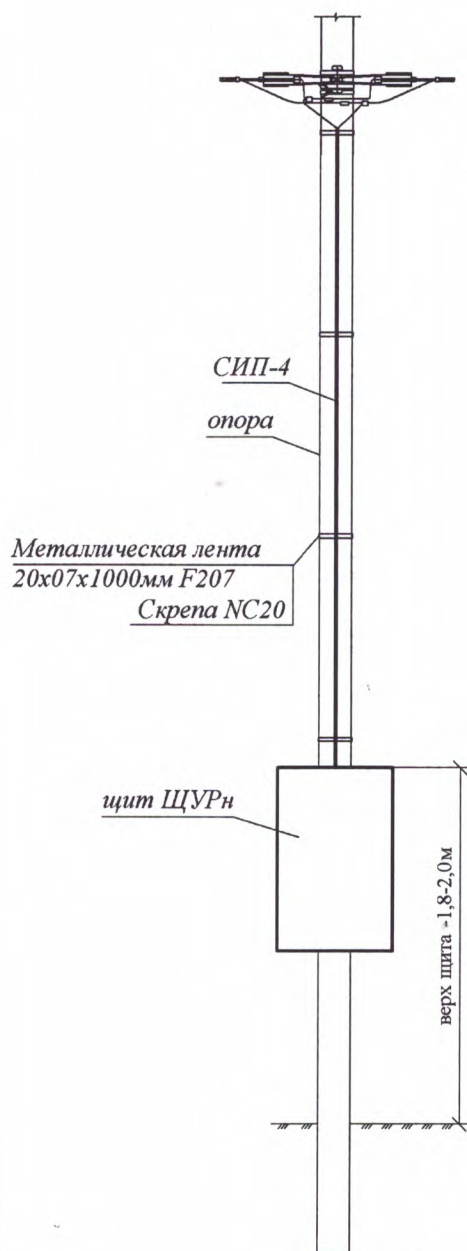 СИП-4
опора
Металлическая лента
20х07х1000мм F207
Скрепа NC20
щит ЩУРн
верх щита -1,8-2,0м